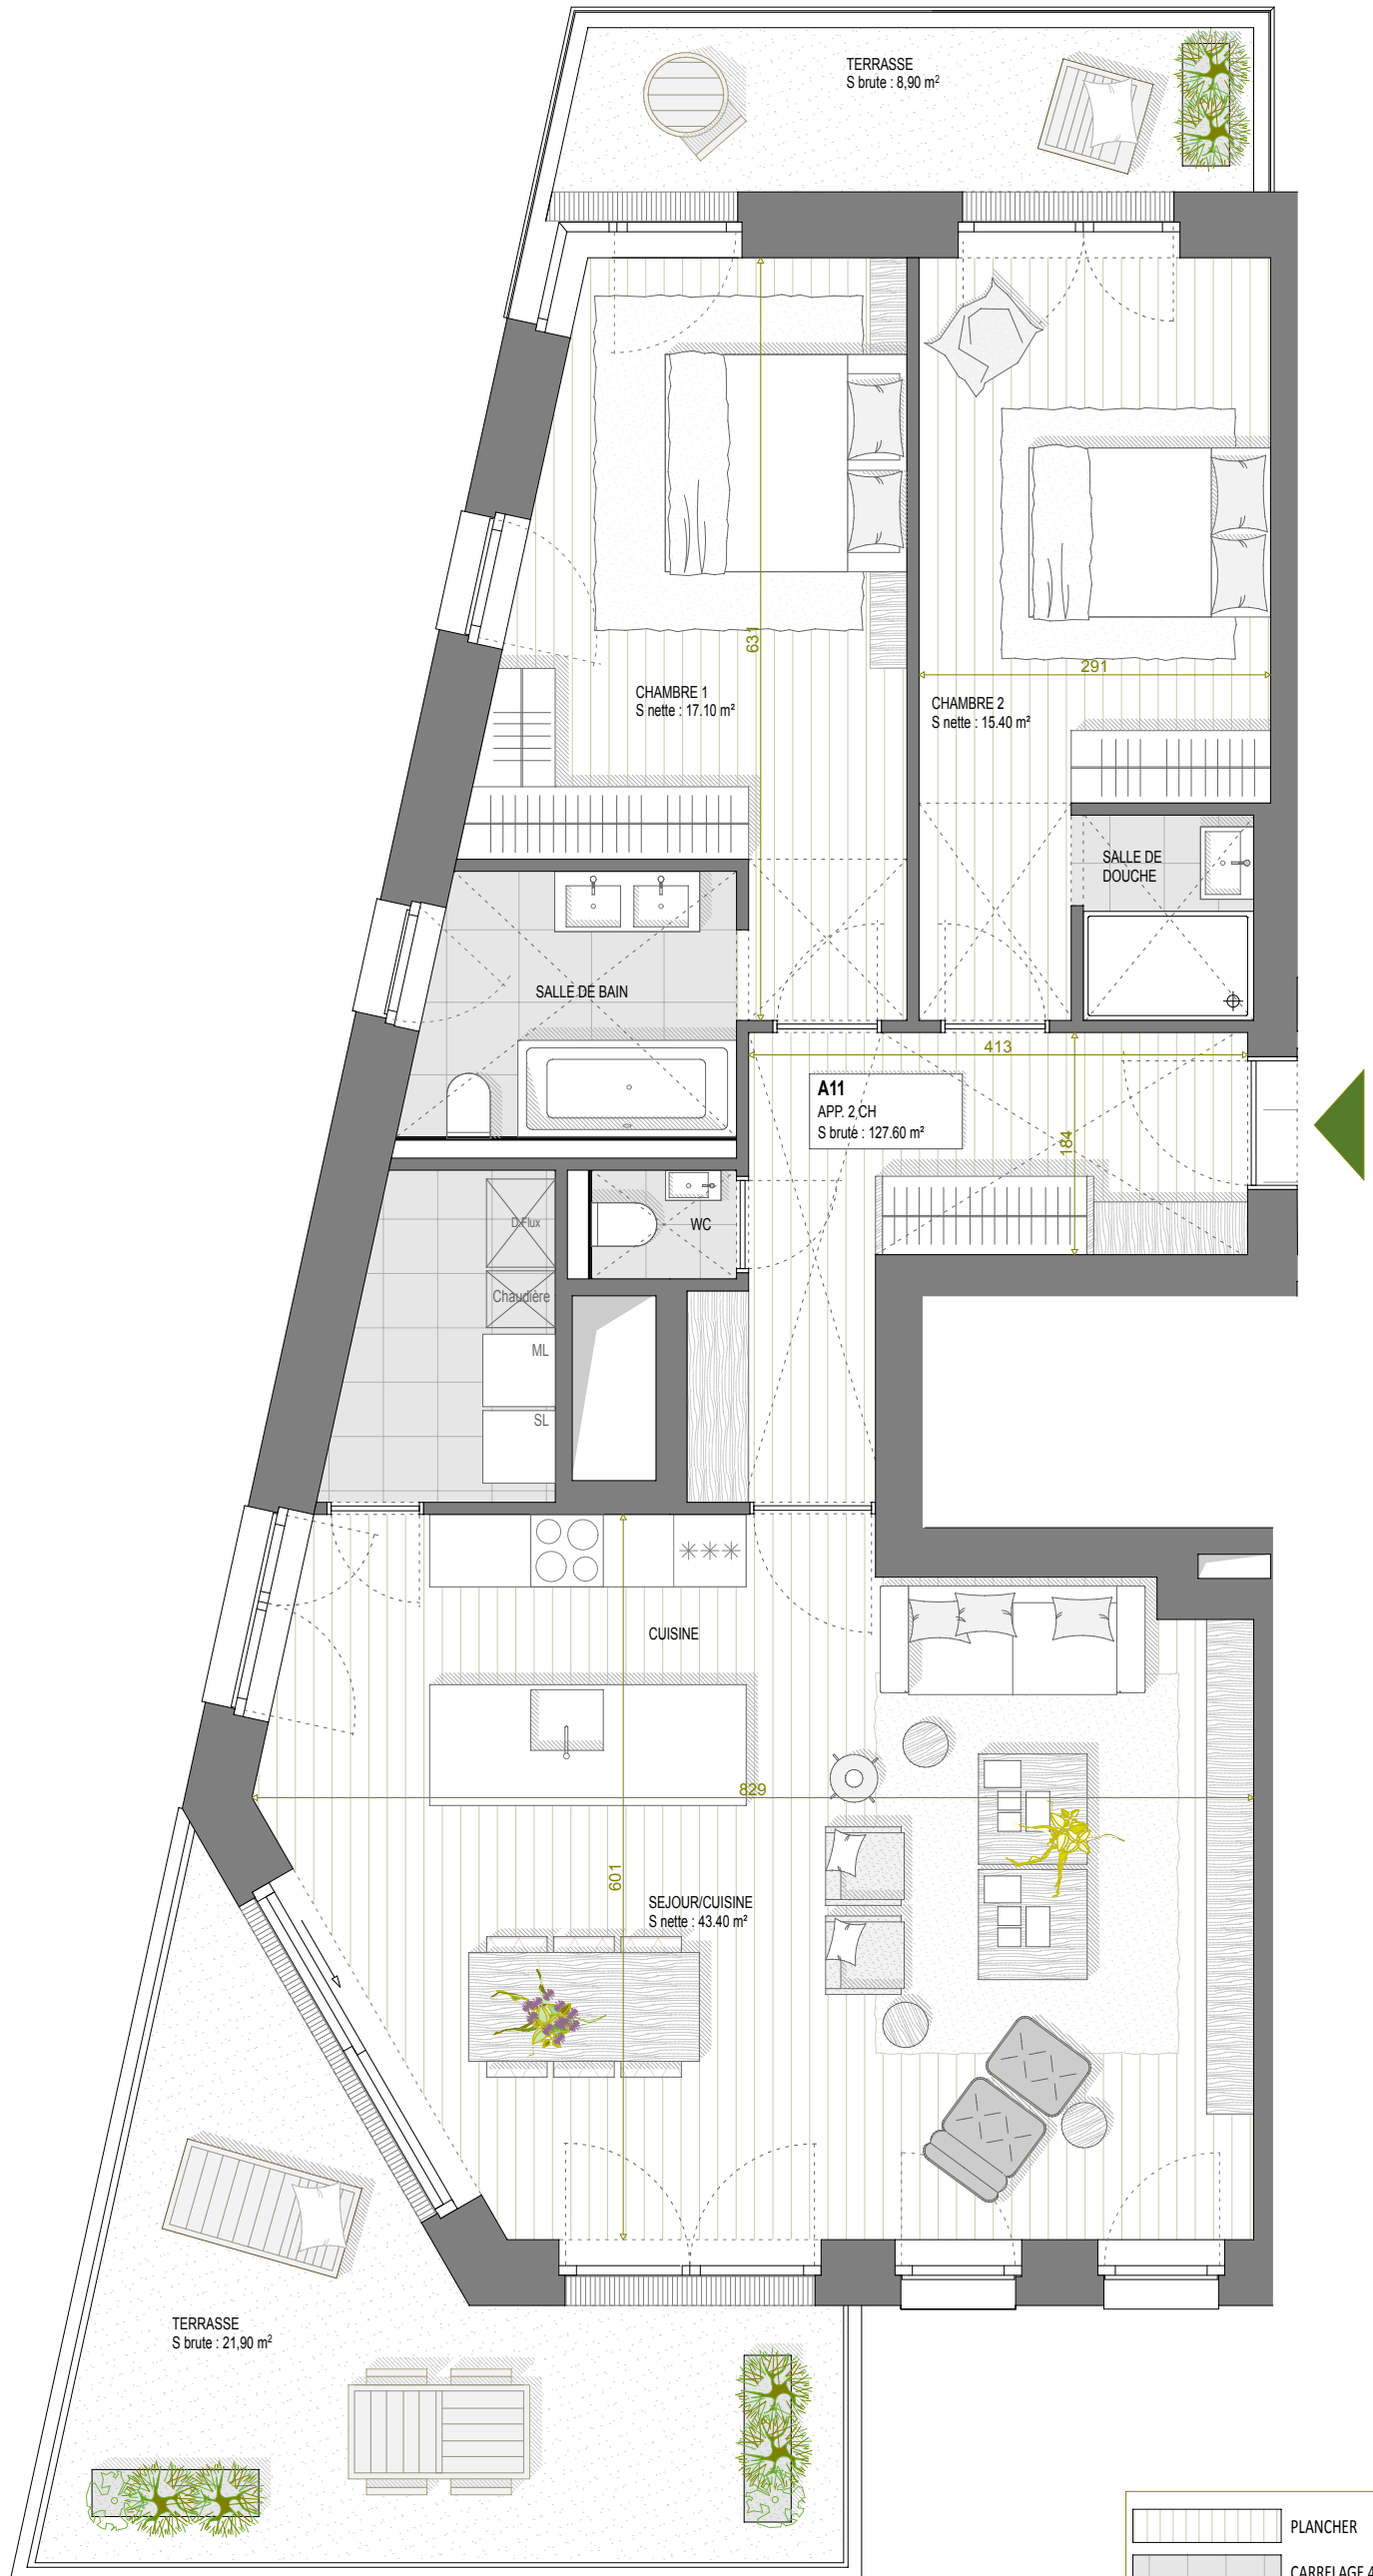 TERRASSE
S brute : 8,90 m²
631
291
CHAMBRE 1
S nette : 17.10 m²
CHAMBRE 2
S nette : 15.40 m²
SALLE DE
DOUCHE
SALLE DE BAIN
413
A11
APP. 2 CH
S brute : 127.60 m²
184
D.Flux
WC
Chaudière
ML
SL
CUISINE
829
601
SEJOUR/CUISINE
S nette : 43.40 m²
TERRASSE
S brute : 21,90 m²
PLANCHER
CARRELAGE 4